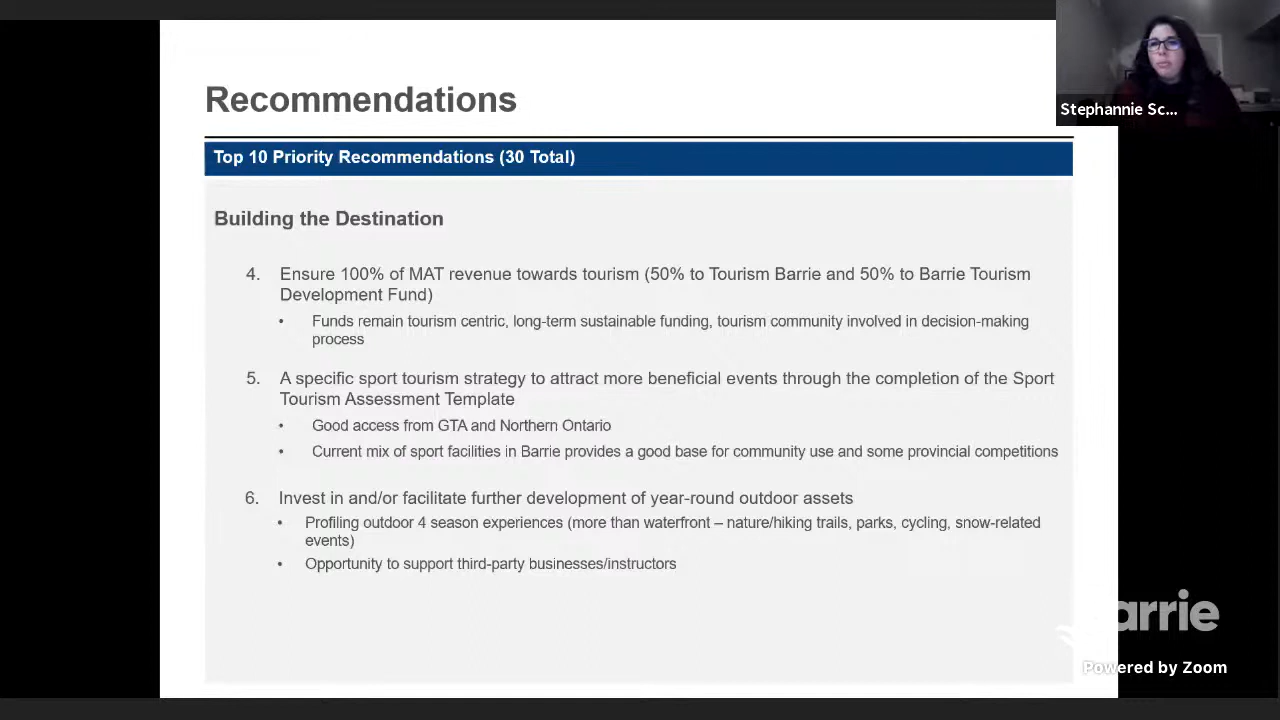 Recommendations
Stephannie Sc...
Top 10 Priority Recommendations (30 Total)
Building the Destination
4. Ensure 100% of MAT revenue towards tourism (50% to Tourism Barrie and 50% to Barrie Tourism
Development Fund)
• Funds remain tourism centric, long-term sustainable funding, tourism community involved in decision-making
process
5. A specific sport tourism strategy to attract more beneficial events through the completion of the Sport
Tourism Assessment Template
• Good access from GTA and Northern Ontario
• Current mix of sport facilities in Barrie provides a good base for community use and some provincial competitions
6. Invest in and/or facilitate further development of year-round outdoor assets
• Profiling outdoor 4 season experiences (more than waterfront – nature/hiking trails, parks, cycling, snow-related
events)
• Opportunity to support third-party businesses/instructors
arrie
Powered by Zoom